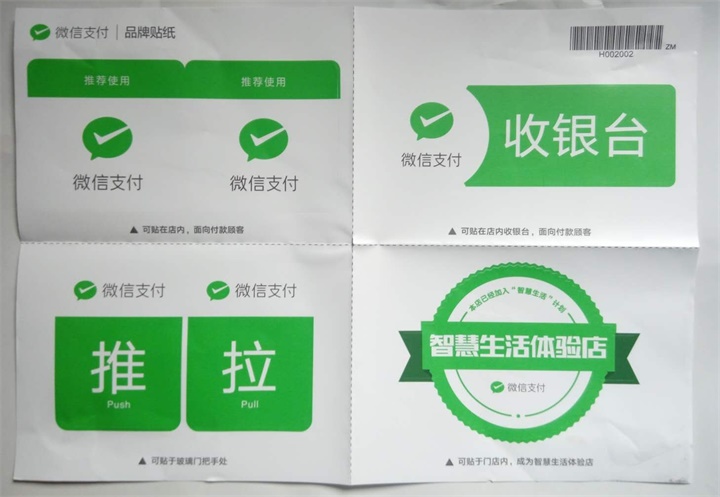 微信支付 | 品牌贴纸
推荐使用 推荐使用
微信支付 微信支付
▲ 可贴在店内，面向付款顾客
ZM
H002002
微信支付
收银台
▲ 可贴在店内收银台，面向付款顾客
微信支付 微信支付
推 拉
Push Pull
▲ 可贴于玻璃门把手处
本店已经加入“智慧生活”计划
智慧生活体验店
微信支付
▲ 可贴于门店内，成为智慧生活体验店